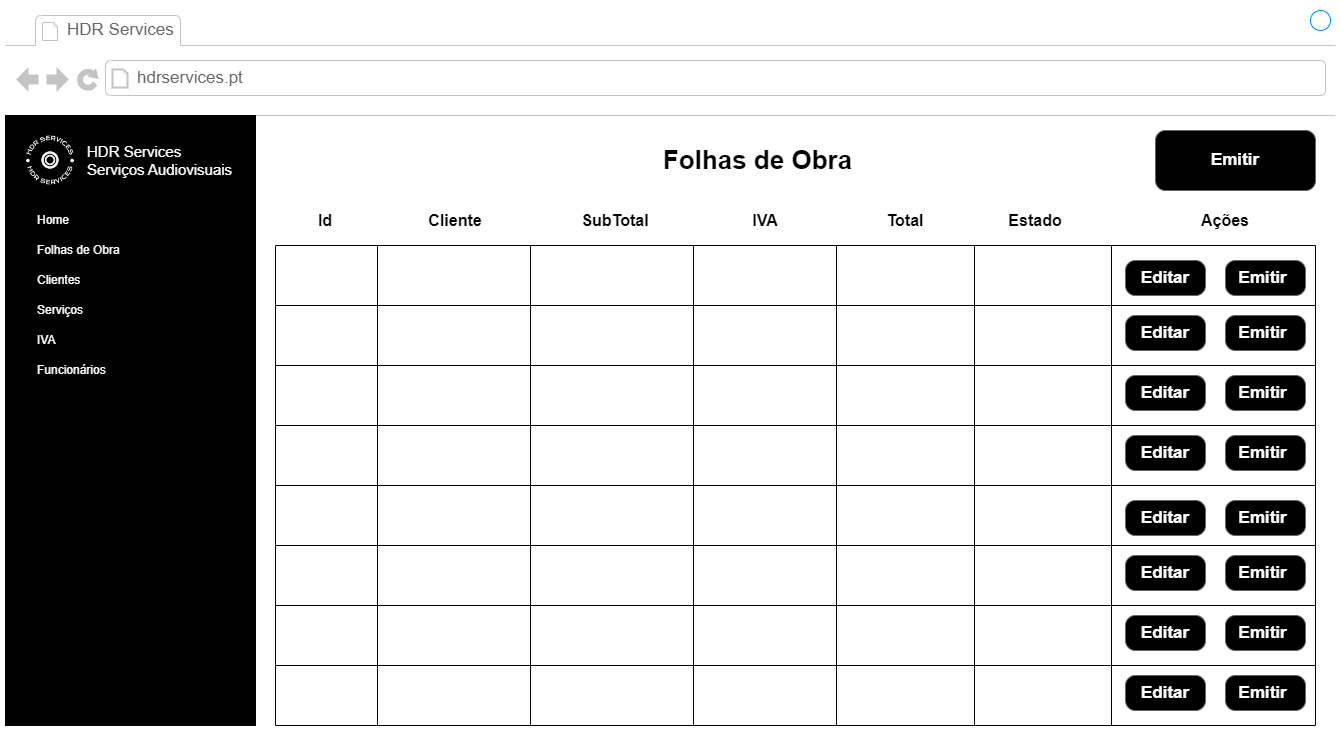 HDR Services
hdrservices.pt
HDR SERVICES
HDR SERVICES
HDR Services
Serviços Audiovisuais
Home
Folhas de Obra
Clientes
Serviços
IVA
Funcionários
Folhas de Obra
Emitir
Id Cliente SubTotal IVA Total Estado Ações
Editar Emitir
Editar Emitir
Editar Emitir
Editar Emitir
Editar Emitir
Editar Emitir
Editar Emitir
Editar Emitir